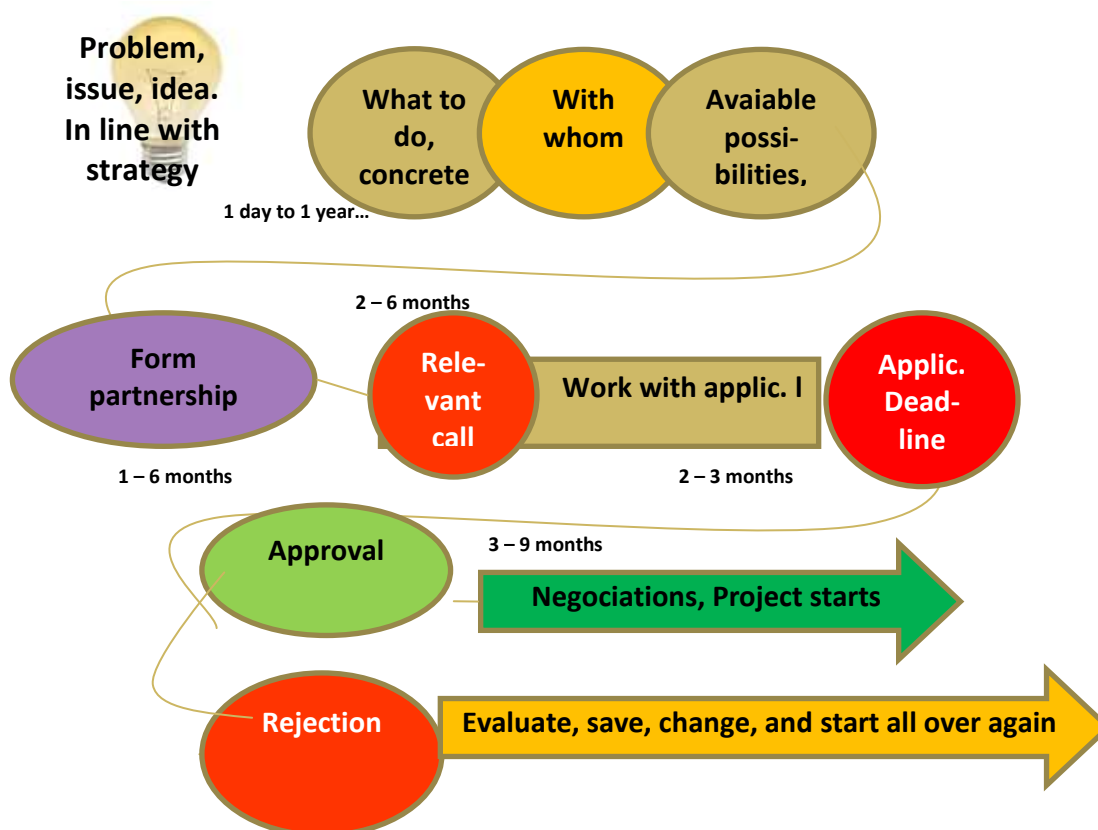 Problem,
issue, idea.
In line with
strategy
What to
do,
concrete
With
whom
Avaiable
possi-
bilities,
1 day to 1 year…
2 – 6 months
Form
partnership
Rele-
vant
call
Work with applic. l
Applic.
Dead-
line
1 – 6 months
2 – 3 months
Approval
3 – 9 months
Negociations, Project starts
Rejection
Evaluate, save, change, and start all over again